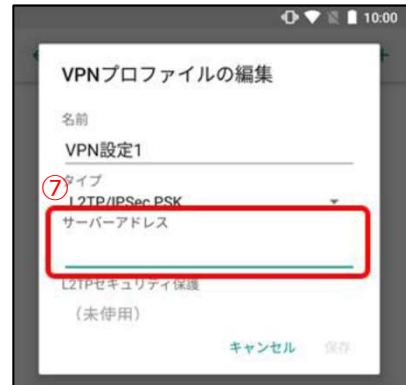 10:00
VPNプロファイルの編集
名前
VPN設定1
⑦
タイプ
L2TP/IPSec PSK
サーバーアドレス
L2TPセキュリティ保護
(未使用)
キャンセル 保存